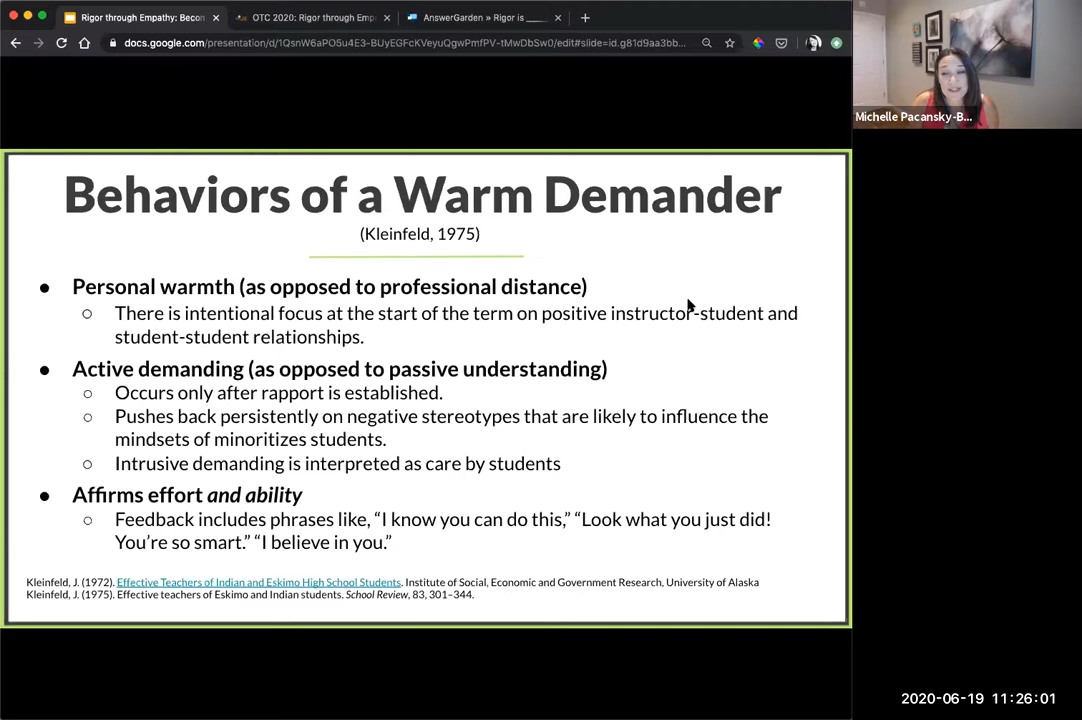 Rigor through Empathy: Becon
OTC 2020: Rigor through Emp
AnswerGarden » Rigor is ____
docs.google.com/presentation/d/1QsnW6aPO5u4E3-BUyEGFcKVeyuQgwPmfPV-tMwDbSw0/edit#slide=id.g81d9aa3bb...
Michelle Pacansky-B...
Behaviors of a Warm Demander
(Kleinfeld, 1975)
● Personal warmth (as opposed to professional distance)
○ There is intentional focus at the start of the term on positive instructor-student and
student-student relationships.
● Active demanding (as opposed to passive understanding)
○ Occurs only after rapport is established.
○ Pushes back persistently on negative stereotypes that are likely to influence the
mindsets of minoritizes students.
○ Intrusive demanding is interpreted as care by students
● Affirms effort and ability
○ Feedback includes phrases like, “I know you can do this,” “Look what you just did!
You’re so smart.” “I believe in you.”
Kleinfeld, J. (1972). Effective Teachers of Indian and Eskimo High School Students. Institute of Social, Economic and Government Research, University of Alaska
Kleinfeld, J. (1975). Effective teachers of Eskimo and Indian students. School Review, 83, 301–344.
2020-06-19 11:26:01